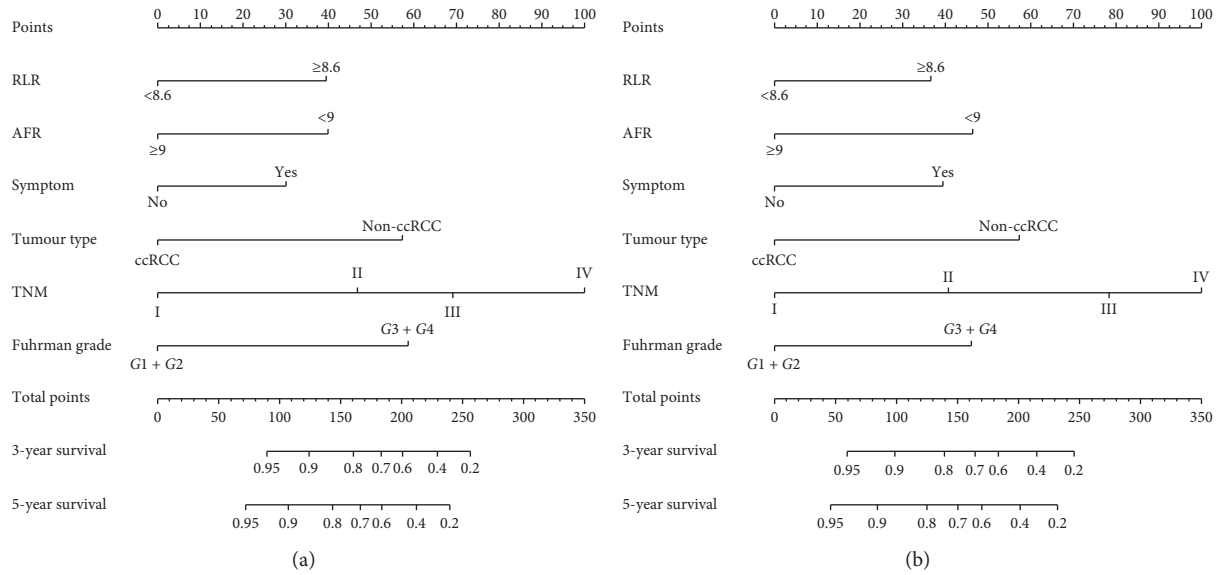 0 10 20 30 40 50 60 70 80 90 100
Points
RLR
≥8.6
<8.6
AFR
<9
≥9
Symptom
Yes
No
Tumour type
Non-ccRCC
ccRCC
TNM
II
IV
I
III
Fuhrman grade
G3 + G4
G1 + G2
Total points
0 50 100 150 200 250 300 350
3-year survival
0.95 0.9 0.8 0.7 0.6 0.4 0.2
5-year survival
0.95 0.9 0.8 0.7 0.6 0.4 0.2
(a)
0 10 20 30 40 50 60 70 80 90 100
Points
RLR
≥8.6
<8.6
AFR
<9
≥9
Symptom
Yes
No
Tumour type
Non-ccRCC
ccRCC
TNM
II
IV
I
III
Fuhrman grade
G3 + G4
G1 + G2
Total points
0 50 100 150 200 250 300 350
3-year survival
0.95 0.9 0.8 0.7 0.6 0.4 0.2
5-year survival
0.95 0.9 0.8 0.7 0.6 0.4 0.2
(b)